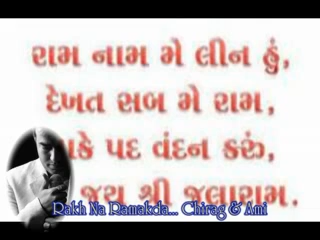 રામ નામ મે લીન હું,
દેખત સબ મે રામ,
કે પદ વંદન કરું,
જય શ્રી જલારામ.
Rakh Na Ramakda... Chirag & Ami